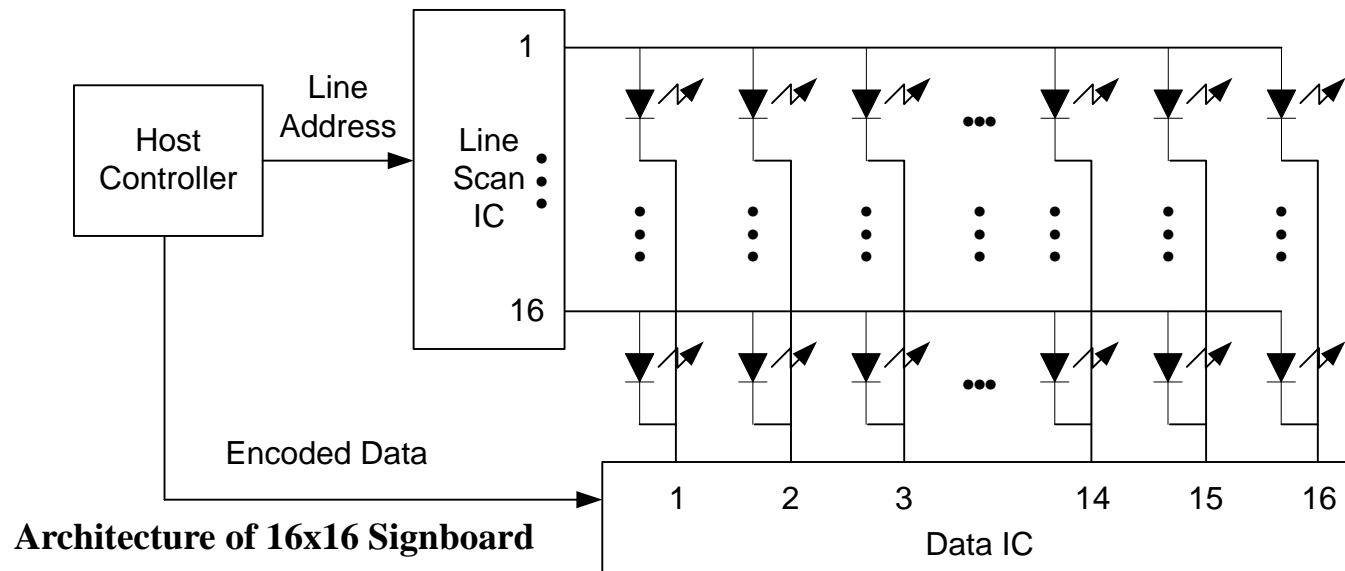 1
Line
Address
Host
Controller
Line
Scan
IC
16
Encoded Data
1 2 3 14 15 16
Data IC
Architecture of 16x16 Signboard